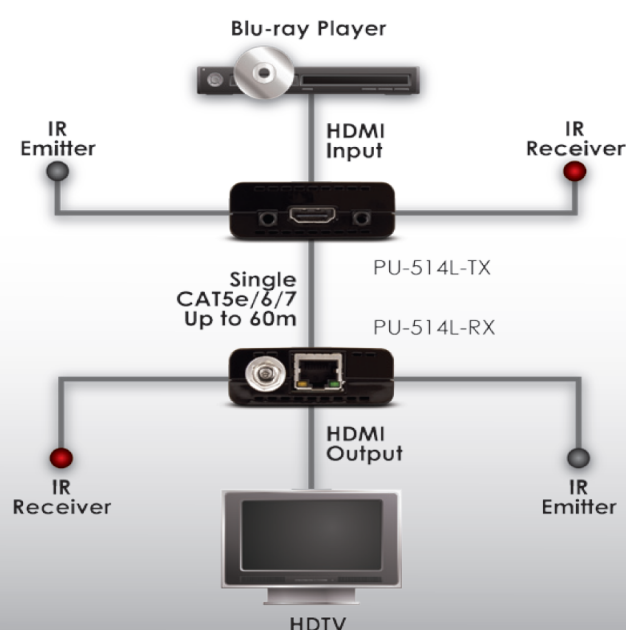 Blu-ray Player
HDMI
Input
IR
Emitter
IR
Receiver
PU-514L-TX
Single
CAT5e/6/7
Up to 60m
PU-514L-RX
HDMI
Output
IR
Receiver
IR
Emitter
HDTV